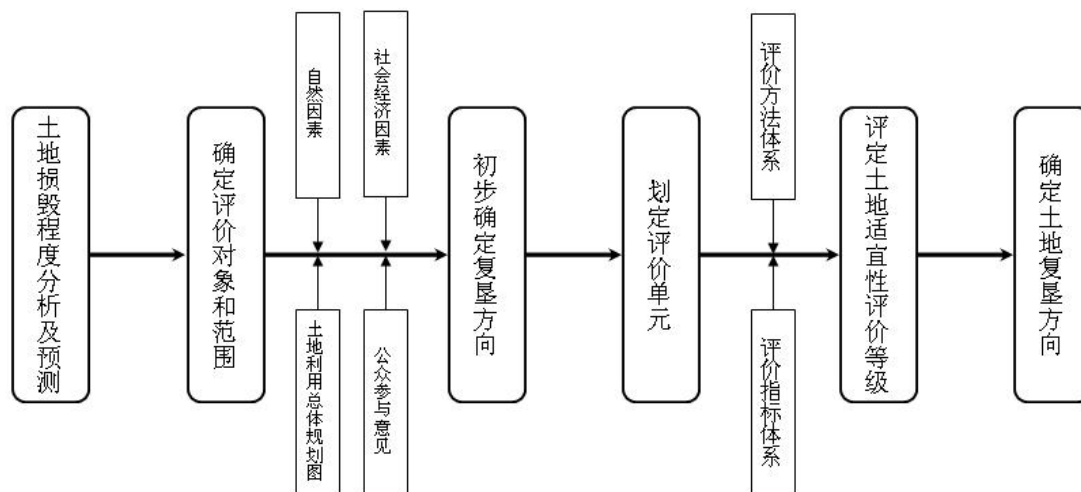 土地损毁程度分析及预测
确定评价对象和范围
自然因素
社会经济因素
土地利用总体规划图
公众参与意见
初步确定复垦方向
划定评价单元
评价方法体系
评价指标体系
评定土地适宜性评价等级
确定土地复垦方向